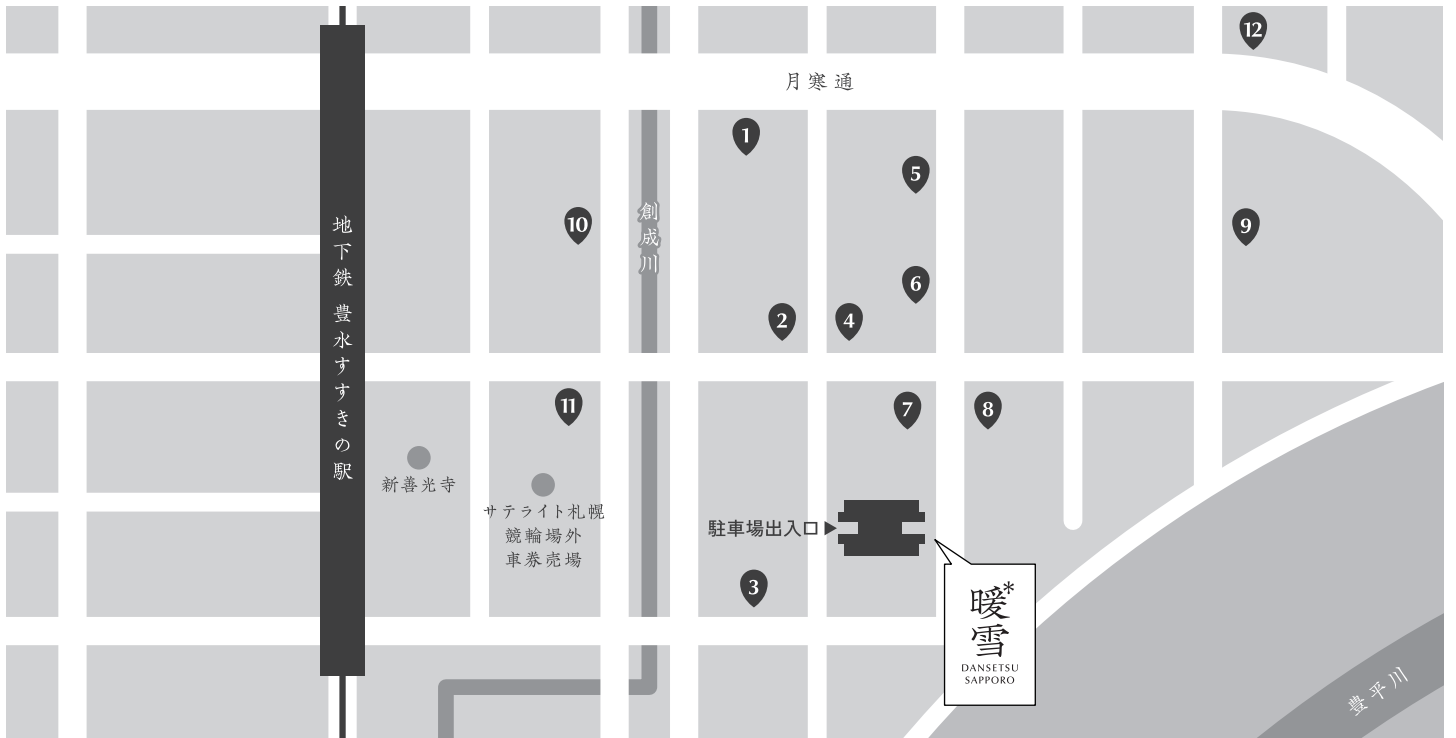 12
月寒通
1
5
地下鉄 豊水すすきの駅
10
創成川
9
6
2
4
11
7
8
新善光寺
サテライト札幌
競輪場外
車券売場
駐車場出入口
3
暖雪
DANSETSU
SAPPORO
豊平川